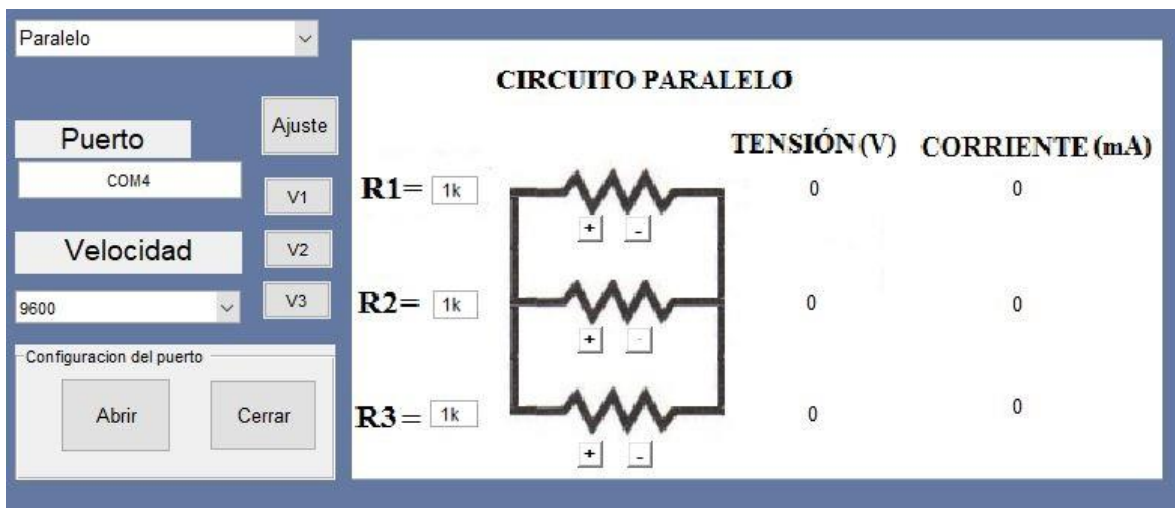 Paralelo
Puerto
COM4
Velocidad
9600
Configuracion del puerto
Abrir
Cerrar
Ajuste
V1
V2
V3
CIRCUITO PARALELO
TENSIÓN (V) CORRIENTE (mA)
R1= 1k
+ -
0 0
R2= 1k
+ -
0 0
R3= 1k
+ -
0 0